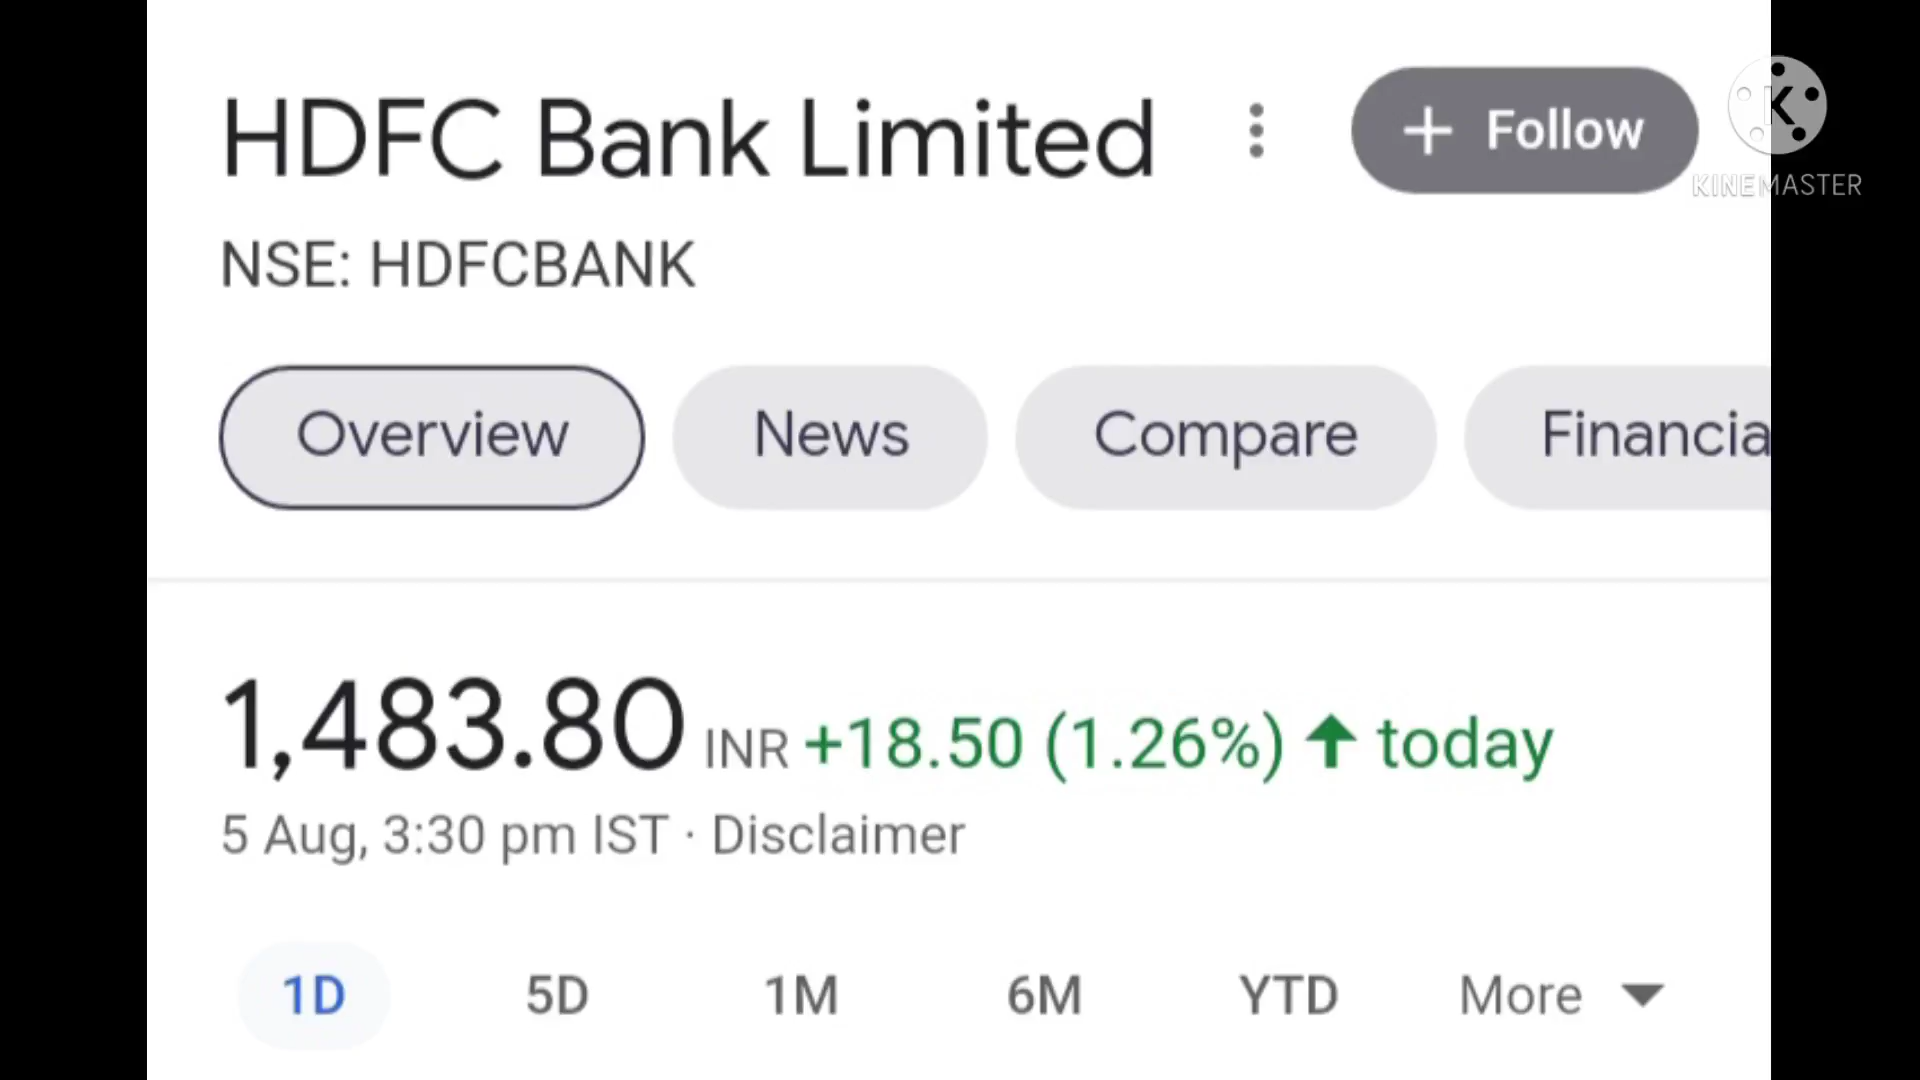 HDFC Bank Limited
+ Follow
KINEMASTER
NSE: HDFCBANK
Overview News Compare Financia
1,483.80 INR +18.50 (1.26%) ↑ today
5 Aug, 3:30 pm IST · Disclaimer
1D 5D 1M 6M YTD More